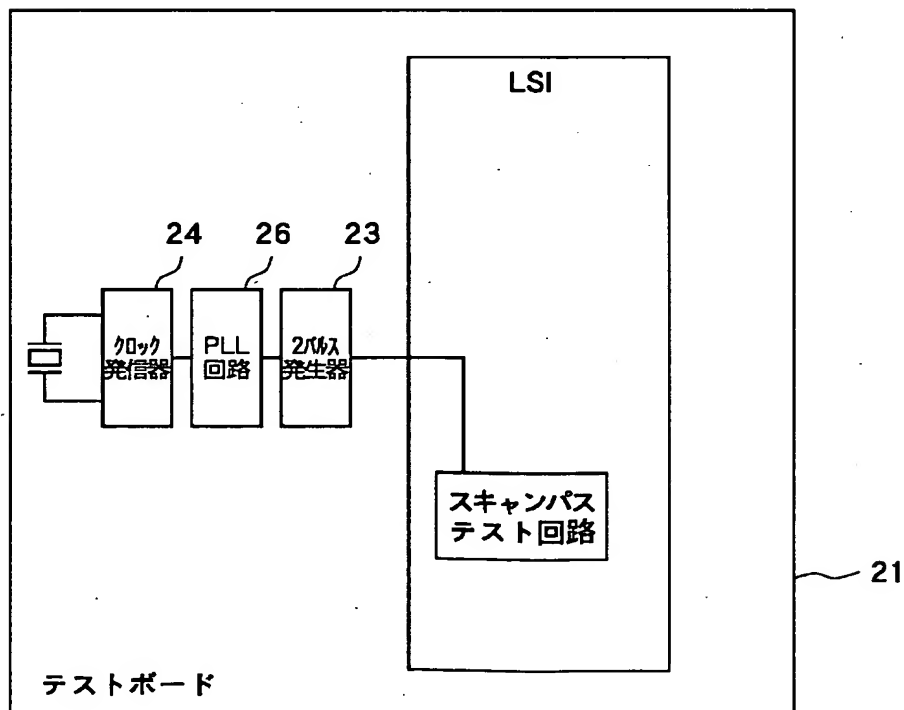 LSI
24
26
23
クロック
発信器
PLL
回路
2パルス
発生器
スキャンパス
テスト回路
21
テストボード